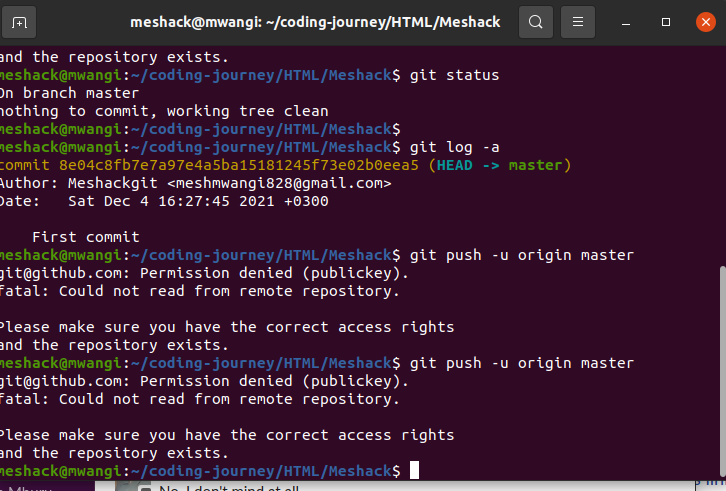 meshack@mwangi: ~/coding-journey/HTML/Meshack
and the repository exists.
meshack@mwangi:~/coding-journey/HTML/Meshack$ git status
On branch master
nothing to commit, working tree clean
meshack@mwangi:~/coding-journey/HTML/Meshack$
meshack@mwangi:~/coding-journey/HTML/Meshack$ git log -a
commit 8e04c8fb7e7a97e4a5ba15181245f73e02b0eea5 (HEAD -> master)
Author: Meshackgit <meshmwangi828@gmail.com>
Date:   Sat Dec 4 16:27:45 2021 +0300
First commit
meshack@mwangi:~/coding-journey/HTML/Meshack$ git push -u origin master
git@github.com: Permission denied (publickey).
fatal: Could not read from remote repository.
Please make sure you have the correct access rights
and the repository exists.
meshack@mwangi:~/coding-journey/HTML/Meshack$ git push -u origin master
git@github.com: Permission denied (publickey).
fatal: Could not read from remote repository.
Please make sure you have the correct access rights
and the repository exists.
meshack@mwangi:~/coding-journey/HTML/Meshack$
No, I don't mind at all